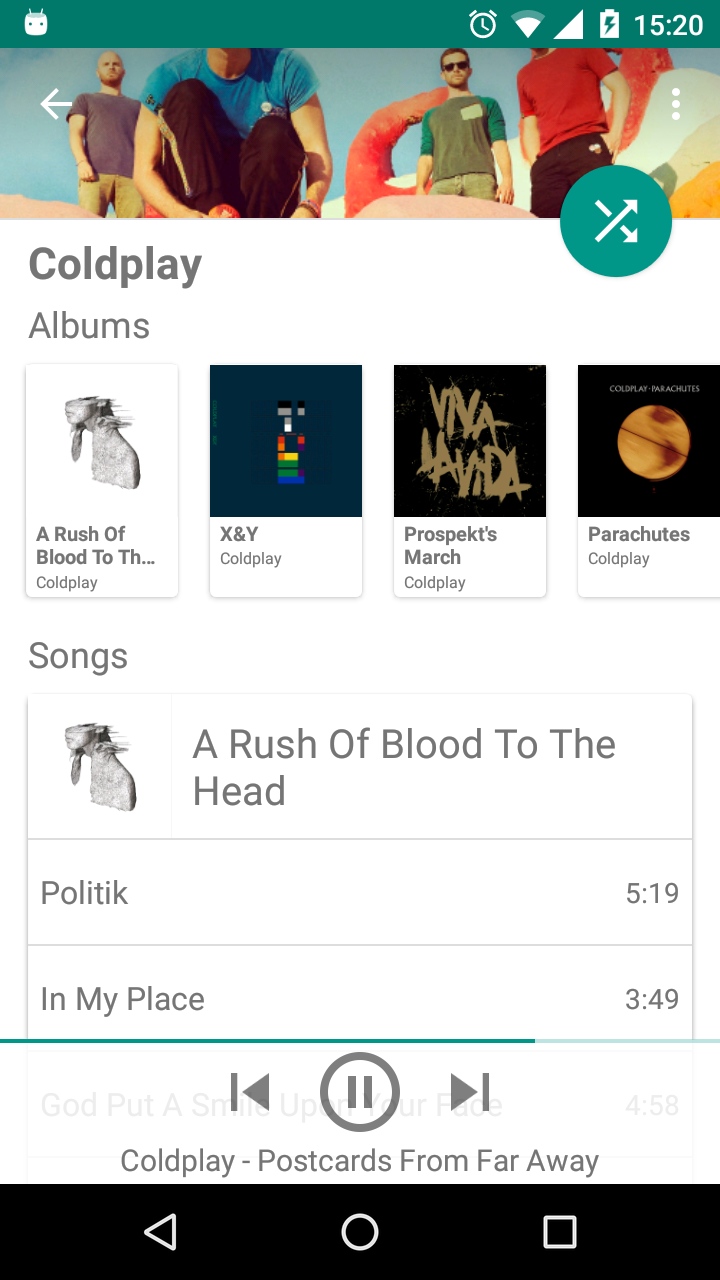 15:20
Coldplay
Albums
COLDPLAY·PARACHUTES
VIVA
LA VIDA
A Rush Of
Blood To Th...
Coldplay
X&Y
Coldplay
Prospekt's
March
Coldplay
Parachutes
Coldplay
Songs
A Rush Of Blood To The
Head
Politik 5:19
In My Place 3:49
God Put A Smile Upon Your Face 4:58
Coldplay - Postcards From Far Away